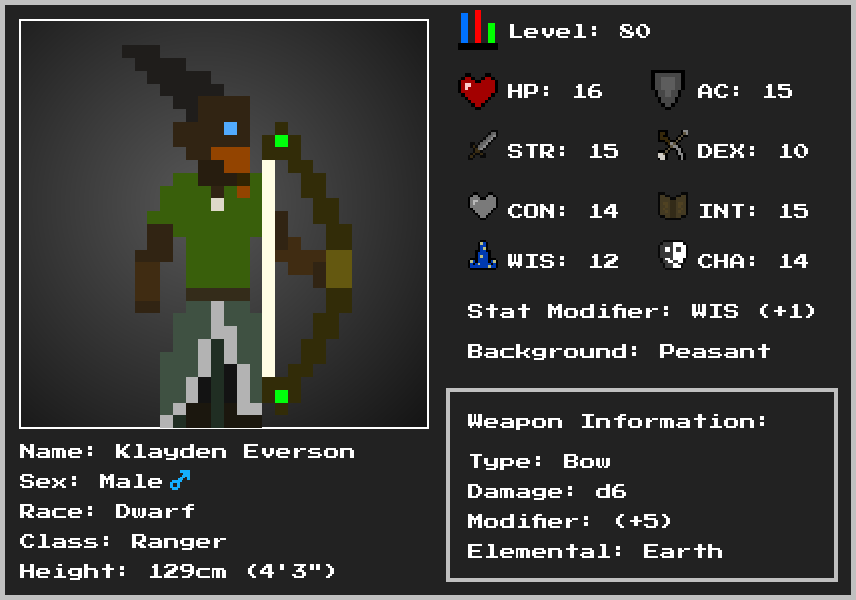 Level: 80
HP: 16 AC: 15
STR: 15 DEX: 10
CON: 14 INT: 15
WIS: 12 CHA: 14
Stat Modifier: WIS (+1)
Background: Peasant
Weapon Information:
Type: Bow
Damage: d6
Modifier: (+5)
Elemental: Earth
Name: Klayden Everson
Sex: Male ♂
Race: Dwarf
Class: Ranger
Height: 129cm (4'3")